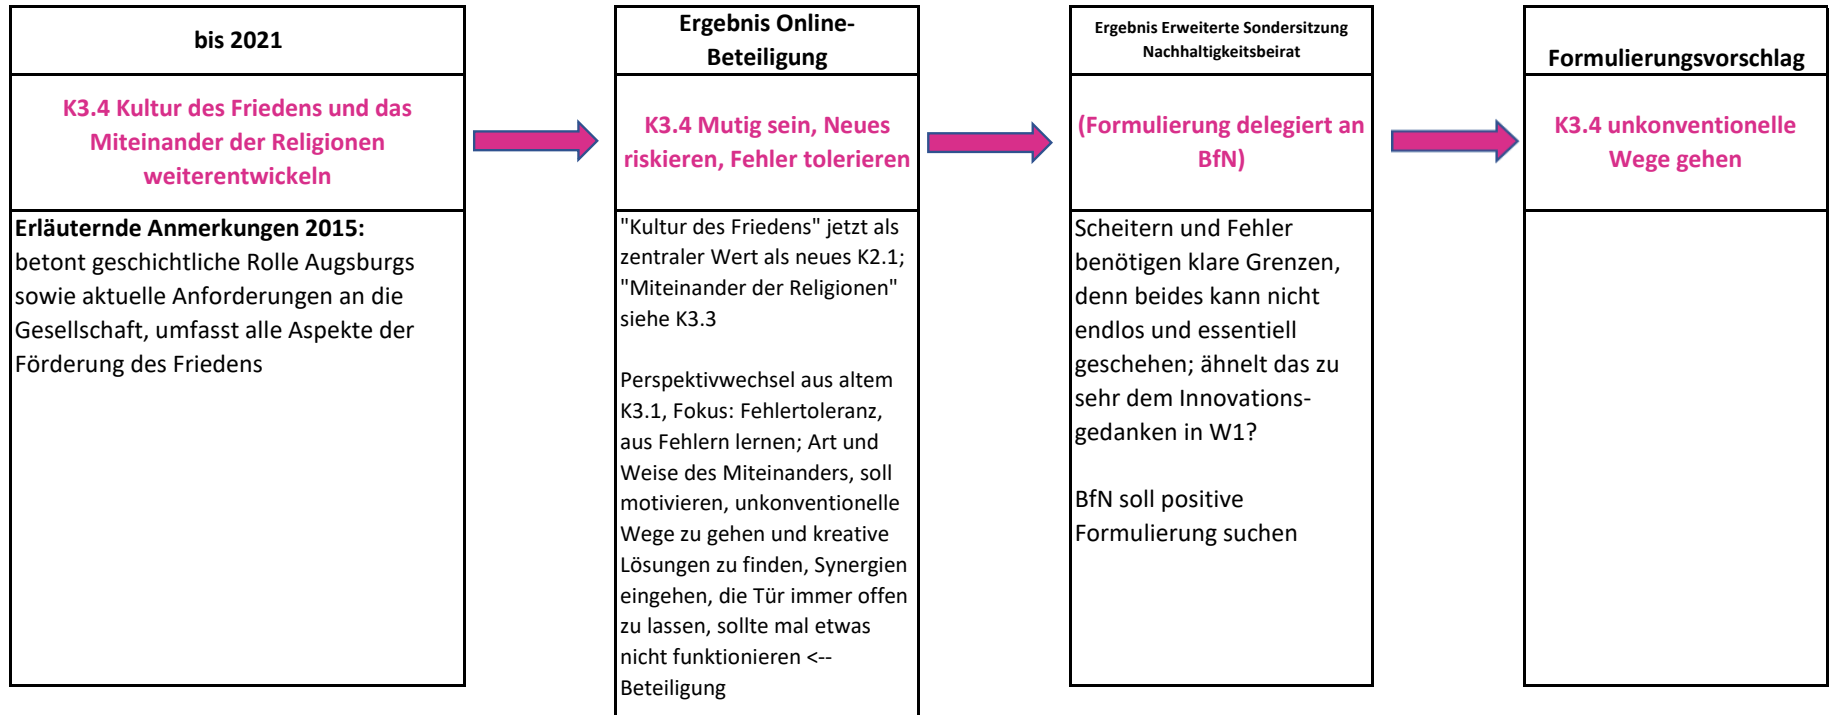 bis 2021
K3.4 Kultur des Friedens und das
Miteinander der Religionen
weiterentwickeln
Erläuternde Anmerkungen 2015:
betont geschichtliche Rolle Augsburgs
sowie aktuelle Anforderungen an die
Gesellschaft, umfasst alle Aspekte der
Förderung des Friedens
Ergebnis Online-
Beteiligung
K3.4 Mutig sein, Neues
riskieren, Fehler tolerieren
"Kultur des Friedens" jetzt als
zentraler Wert als neues K2.1;
"Miteinander der Religionen"
siehe K3.3
Perspektivwechsel aus altem
K3.1, Fokus: Fehlertoleranz,
aus Fehlern lernen; Art und
Weise des Miteinanders, soll
motivieren, unkonventionelle
Wege zu gehen und kreative
Lösungen zu finden, Synergien
eingehen, die Tür immer offen
zu lassen, sollte mal etwas
nicht funktionieren <--
Beteiligung
Ergebnis Erweiterte Sondersitzung
Nachhaltigkeitsbeirat
(Formulierung delegiert an
BfN)
Scheitern und Fehler
benötigen klare Grenzen,
denn beides kann nicht
endlos und essentiell
geschehen; ähnelt das zu
sehr dem Innovations-
gedanken in W1?
BfN soll positive
Formulierung suchen
Formulierungsvorschlag
K3.4 unkonventionelle
Wege gehen